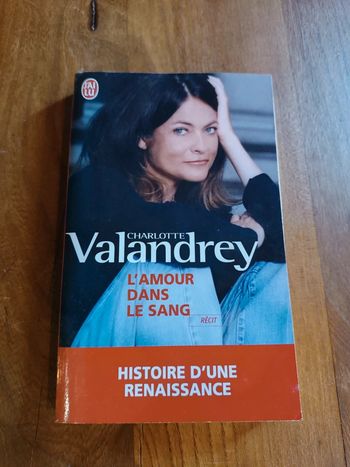 J'AI
LU
CHARLOTTE
Valandrey
L'AMOUR
DANS
LE SANG
RÉCIT
HISTOIRE D'UNE
RENAISSANCE